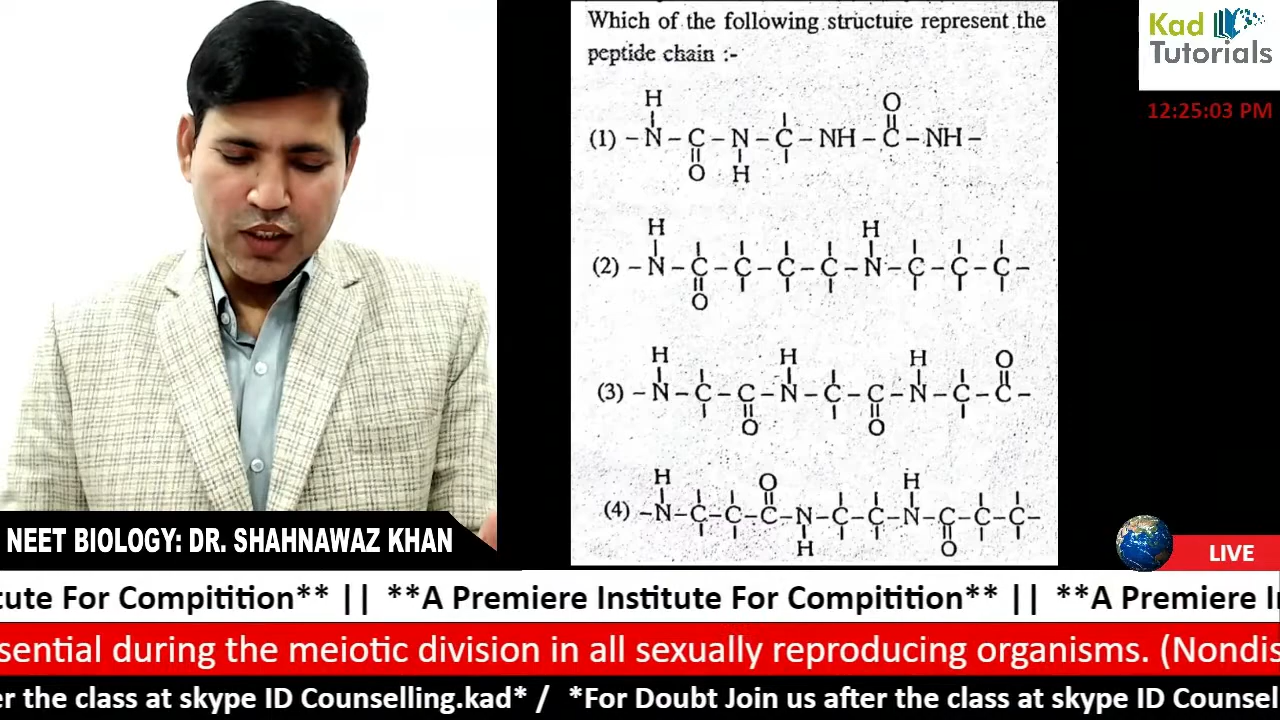 Which of the following structure represent the
peptide chain :-
H
(1) – N – C – N – C – NH – C – NH –
O
O H
H H
(2) – N – C – C – C – C – N – C – C – C –
O
H H H O
(3) – N – C – C – N – C – C – N – C – C –
O O
H O H
(4) – N – C – C – C – N – C – C – N – C – C – C –
H O
Kad
Tutorials
12:25:03 PM
NEET BIOLOGY: DR. SHAHNAWAZ KHAN
LIVE
tute For Compitition** || **A Premiere Institute For Compitition** || **A Premiere I
sential during the meiotic division in all sexually reproducing organisms. (Nondis
er the class at skype ID Counselling.kad* / *For Doubt Join us after the class at skype ID Counsel